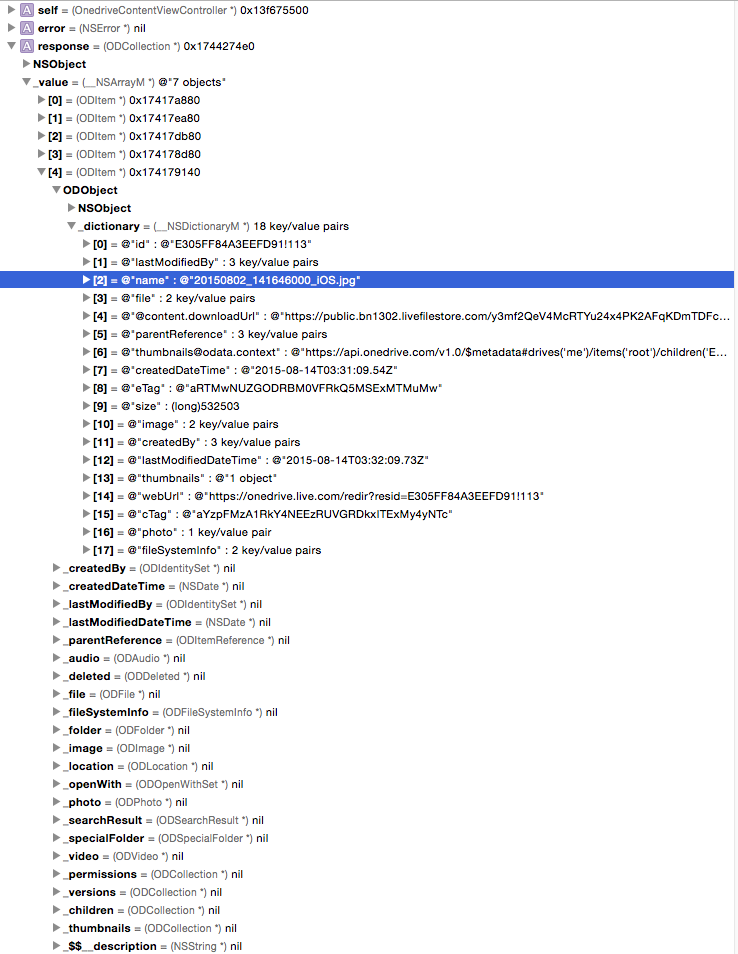 A self = (OnedriveContentViewController *) 0x13f675500
A error = (NSError *) nil
A response = (ODCollection *) 0x1744274e0
NSObject
_value = (__NSArrayM *) @"7 objects"
[0] = (ODItem *) 0x17417a880
[1] = (ODItem *) 0x17417ea80
[2] = (ODItem *) 0x17417db80
[3] = (ODItem *) 0x174178d80
[4] = (ODItem *) 0x174179140
ODObject
NSObject
_dictionary = (__NSDictionaryM *) 18 key/value pairs
[0] = @"id" : @"E305FF84A3EEFD91!113"
[1] = @"lastModifiedBy" : 3 key/value pairs
[2] = @"name" : @"20150802_141646000_iOS.jpg"
[3] = @"file" : 2 key/value pairs
[4] = @"@content.downloadUrl" : @"https://public.bn1302.livefilestore.com/y3mf2QeV4McRTYu24x4PK2AFqKDmTDFc...
[5] = @"parentReference" : 3 key/value pairs
[6] = @"thumbnails@odata.context" : @"https://api.onedrive.com/v1.0/$metadata#drives('me')/items('root')/children('E...
[7] = @"createdDateTime" : @"2015-08-14T03:31:09.54Z"
[8] = @"eTag" : @"aRTMwNUZGODRBM0VFRkQ5MSExMTMuMw"
[9] = @"size" : (long)532503
[10] = @"image" : 2 key/value pairs
[11] = @"createdBy" : 3 key/value pairs
[12] = @"lastModifiedDateTime" : @"2015-08-14T03:32:09.73Z"
[13] = @"thumbnails" : @"1 object"
[14] = @"webUrl" : @"https://onedrive.live.com/redir?resid=E305FF84A3EEFD91!113"
[15] = @"cTag" : @"aYzpFMzA1RkY4NEEzRUVGRDkxITExMy4yNTc"
[16] = @"photo" : 1 key/value pair
[17] = @"fileSystemInfo" : 2 key/value pairs
_createdBy = (ODIdentitySet *) nil
_createdDateTime = (NSDate *) nil
_lastModifiedBy = (ODIdentitySet *) nil
_lastModifiedDateTime = (NSDate *) nil
_parentReference = (ODItemReference *) nil
_audio = (ODAudio *) nil
_deleted = (ODDeleted *) nil
_file = (ODFile *) nil
_fileSystemInfo = (ODFileSystemInfo *) nil
_folder = (ODFolder *) nil
_image = (ODImage *) nil
_location = (ODLocation *) nil
_openWith = (ODOpenWithSet *) nil
_photo = (ODPhoto *) nil
_searchResult = (ODSearchResult *) nil
_specialFolder = (ODSpecialFolder *) nil
_video = (ODVideo *) nil
_permissions = (ODCollection *) nil
_versions = (ODCollection *) nil
_children = (ODCollection *) nil
_thumbnails = (ODCollection *) nil
_$$__description = (NSString *) nil